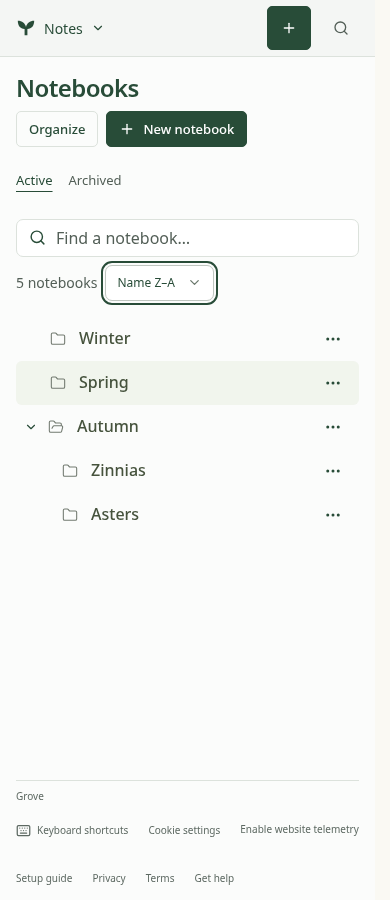 Notes
Notebooks
Organize
New notebook
Active Archived
Find a notebook...
5 notebooks Name Z–A
Winter
Spring
Autumn
Zinnias
Asters
Grove
Keyboard shortcuts Cookie settings Enable website telemetry
Setup guide Privacy Terms Get help